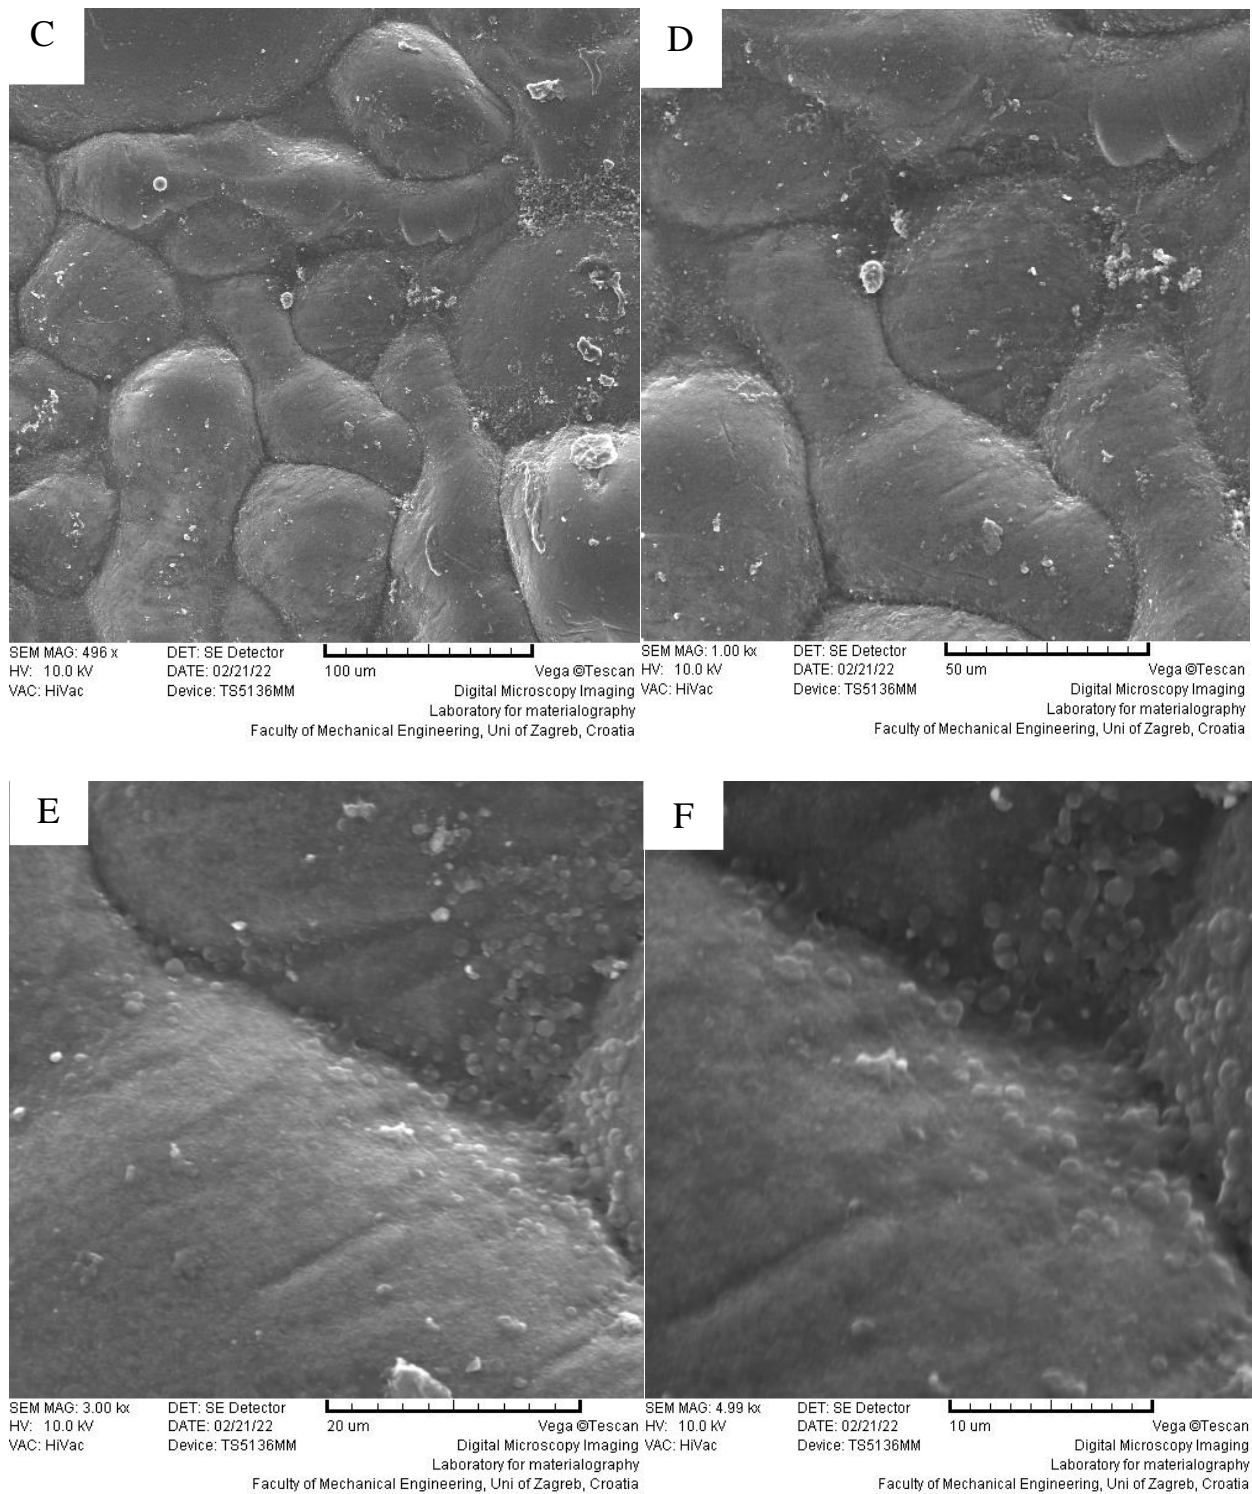 C
D
SEM MAG: 496 x DET: SE Detector
HV: 10.0 kV DATE: 02/21/22 100 um Vega ©Tescan
VAC: HiVac Device: TS5136MM Digital Microscopy Imaging
Laboratory for materialography
Faculty of Mechanical Engineering, Uni of Zagreb, Croatia
SEM MAG: 1.00 kx DET: SE Detector
HV: 10.0 kV DATE: 02/21/22 50 um Vega ©Tescan
VAC: HiVac Device: TS5136MM Digital Microscopy Imaging
Laboratory for materialography
Faculty of Mechanical Engineering, Uni of Zagreb, Croatia
E
F
SEM MAG: 3.00 kx DET: SE Detector
HV: 10.0 kV DATE: 02/21/22 20 um Vega ©Tescan
VAC: HiVac Device: TS5136MM Digital Microscopy Imaging
Laboratory for materialography
Faculty of Mechanical Engineering, Uni of Zagreb, Croatia
SEM MAG: 4.99 kx DET: SE Detector
HV: 10.0 kV DATE: 02/21/22 10 um Vega ©Tescan
VAC: HiVac Device: TS5136MM Digital Microscopy Imaging
Laboratory for materialography
Faculty of Mechanical Engineering, Uni of Zagreb, Croatia